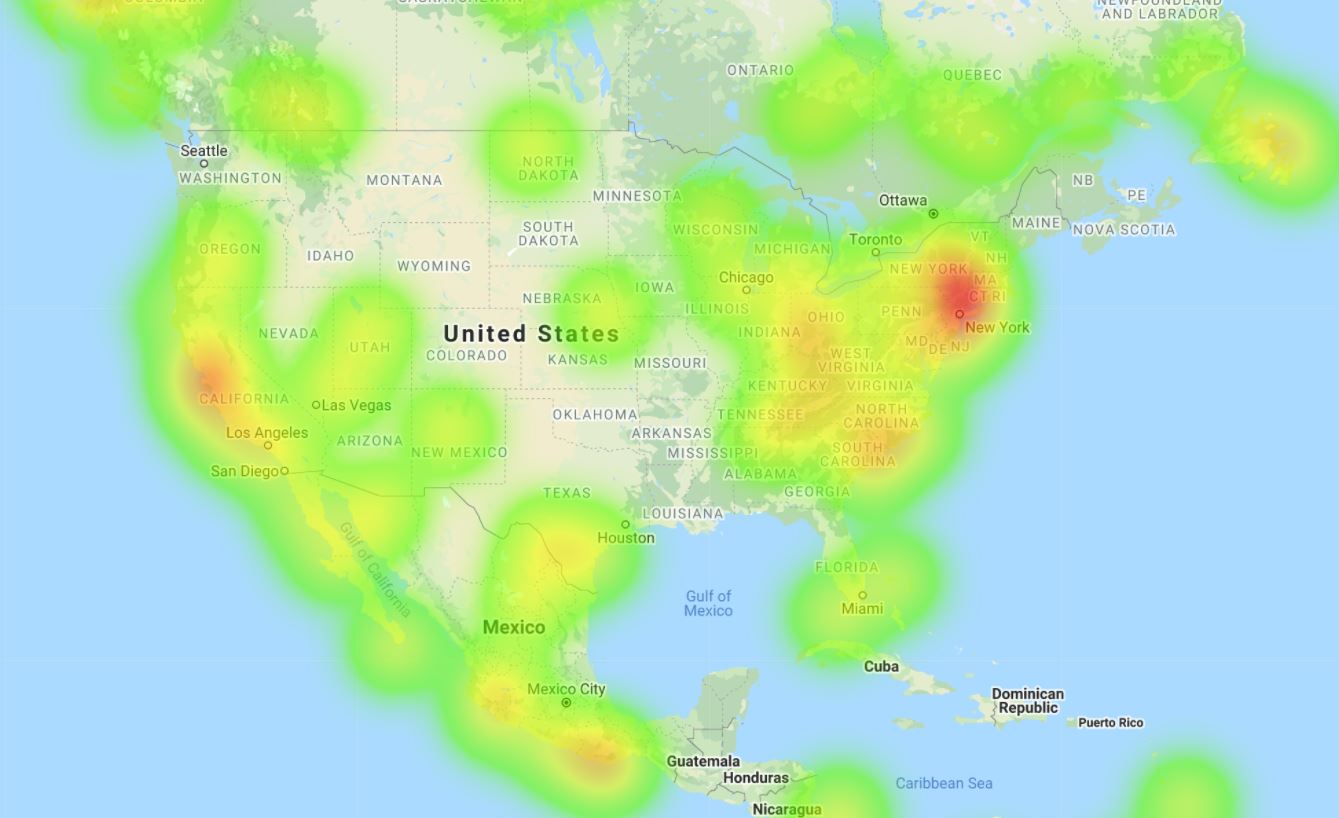 COLUMBIA
SASKATCHEWAN
NEWFOUNDLAND
AND LABRADOR
ONTARIO
QUEBEC
Seattle
WASHINGTON
MONTANA
NORTH
DAKOTA
MINNESOTA
Ottawa
NB
PE
MAINE
NOVA SCOTIA
OREGON
IDAHO
WYOMING
SOUTH
DAKOTA
WISCONSIN
MICHIGAN
Toronto
VT
NH
NEW YORK
MA
CT RI
Chicago
NEBRASKA
IOWA
ILLINOIS
INDIANA
OHIO
PENN
New York
NEVADA
UTAH
United States
COLORADO
KANSAS
MISSOURI
WEST
VIRGINIA
MD
DE
NJ
KENTUCKY
VIRGINIA
CALIFORNIA
Las Vegas
OKLAHOMA
TENNESSEE
NORTH
CAROLINA
Los Angeles
ARIZONA
NEW MEXICO
ARKANSAS
MISSISSIPPI
SOUTH
CAROLINA
San Diego
ALABAMA
TEXAS
GEORGIA
LOUISIANA
Houston
Gulf of California
FLORIDA
Gulf of
Mexico
Miami
Mexico
Cuba
Mexico City
Dominican
Republic
Puerto Rico
Guatemala
Honduras
Caribbean Sea
Nicaragua